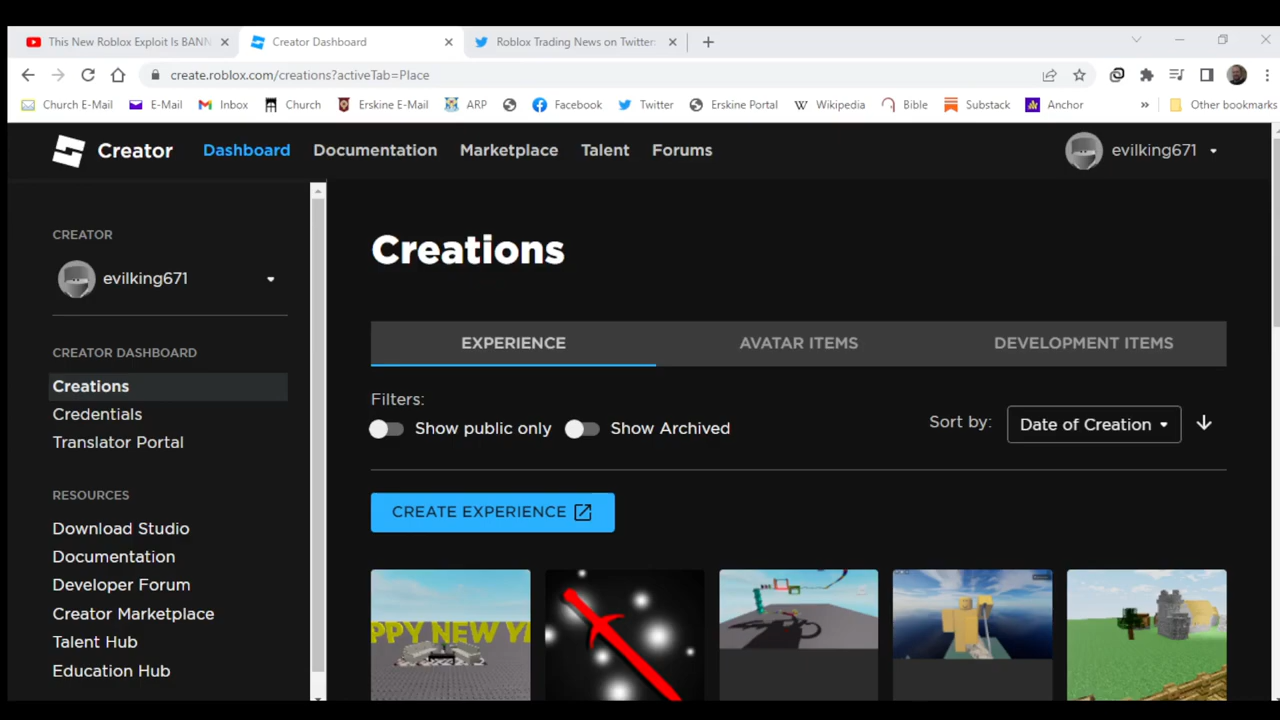 This New Roblox Exploit Is BANN
Creator Dashboard
Roblox Trading News on Twitter:
create.roblox.com/creations?activeTab=Place
Church E-Mail
E-Mail
Inbox
Church
Erskine E-Mail
ARP
Facebook
Twitter
Erskine Portal
Wikipedia
Bible
Substack
Anchor
Other bookmarks
Creator
Dashboard
Documentation
Marketplace
Talent
Forums
evilking671
CREATOR
evilking671
CREATOR DASHBOARD
Creations
Credentials
Translator Portal
RESOURCES
Download Studio
Documentation
Developer Forum
Creator Marketplace
Talent Hub
Education Hub
Creations
EXPERIENCE
AVATAR ITEMS
DEVELOPMENT ITEMS
Filters:
Show public only
Show Archived
Sort by:
Date of Creation
CREATE EXPERIENCE
PPY NEW YE